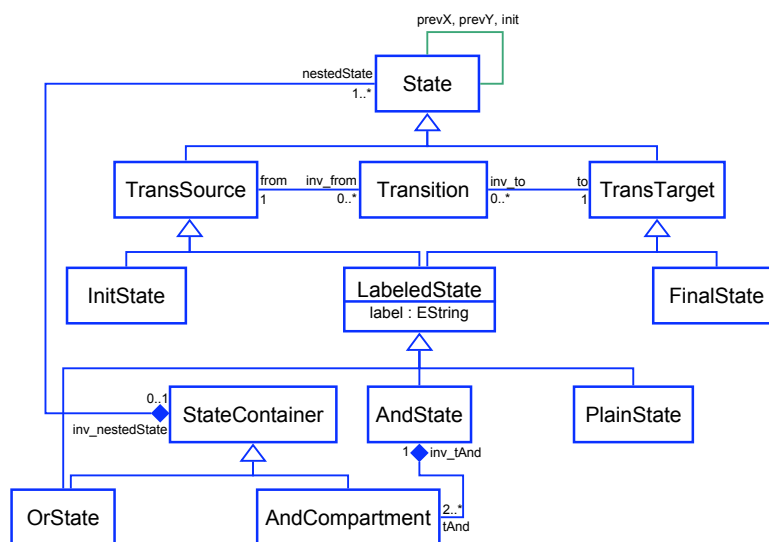 prevX, prevY, init
nestedState
State
1..*
TransSource
from
1
inv_from
0..*
Transition
inv_to
0..*
to
1
TransTarget
InitState
LabeledState
label : EString
FinalState
0..1
inv_nestedState
StateContainer
AndState
PlainState
1
inv_tAnd
OrState
AndCompartment
2..*
tAnd